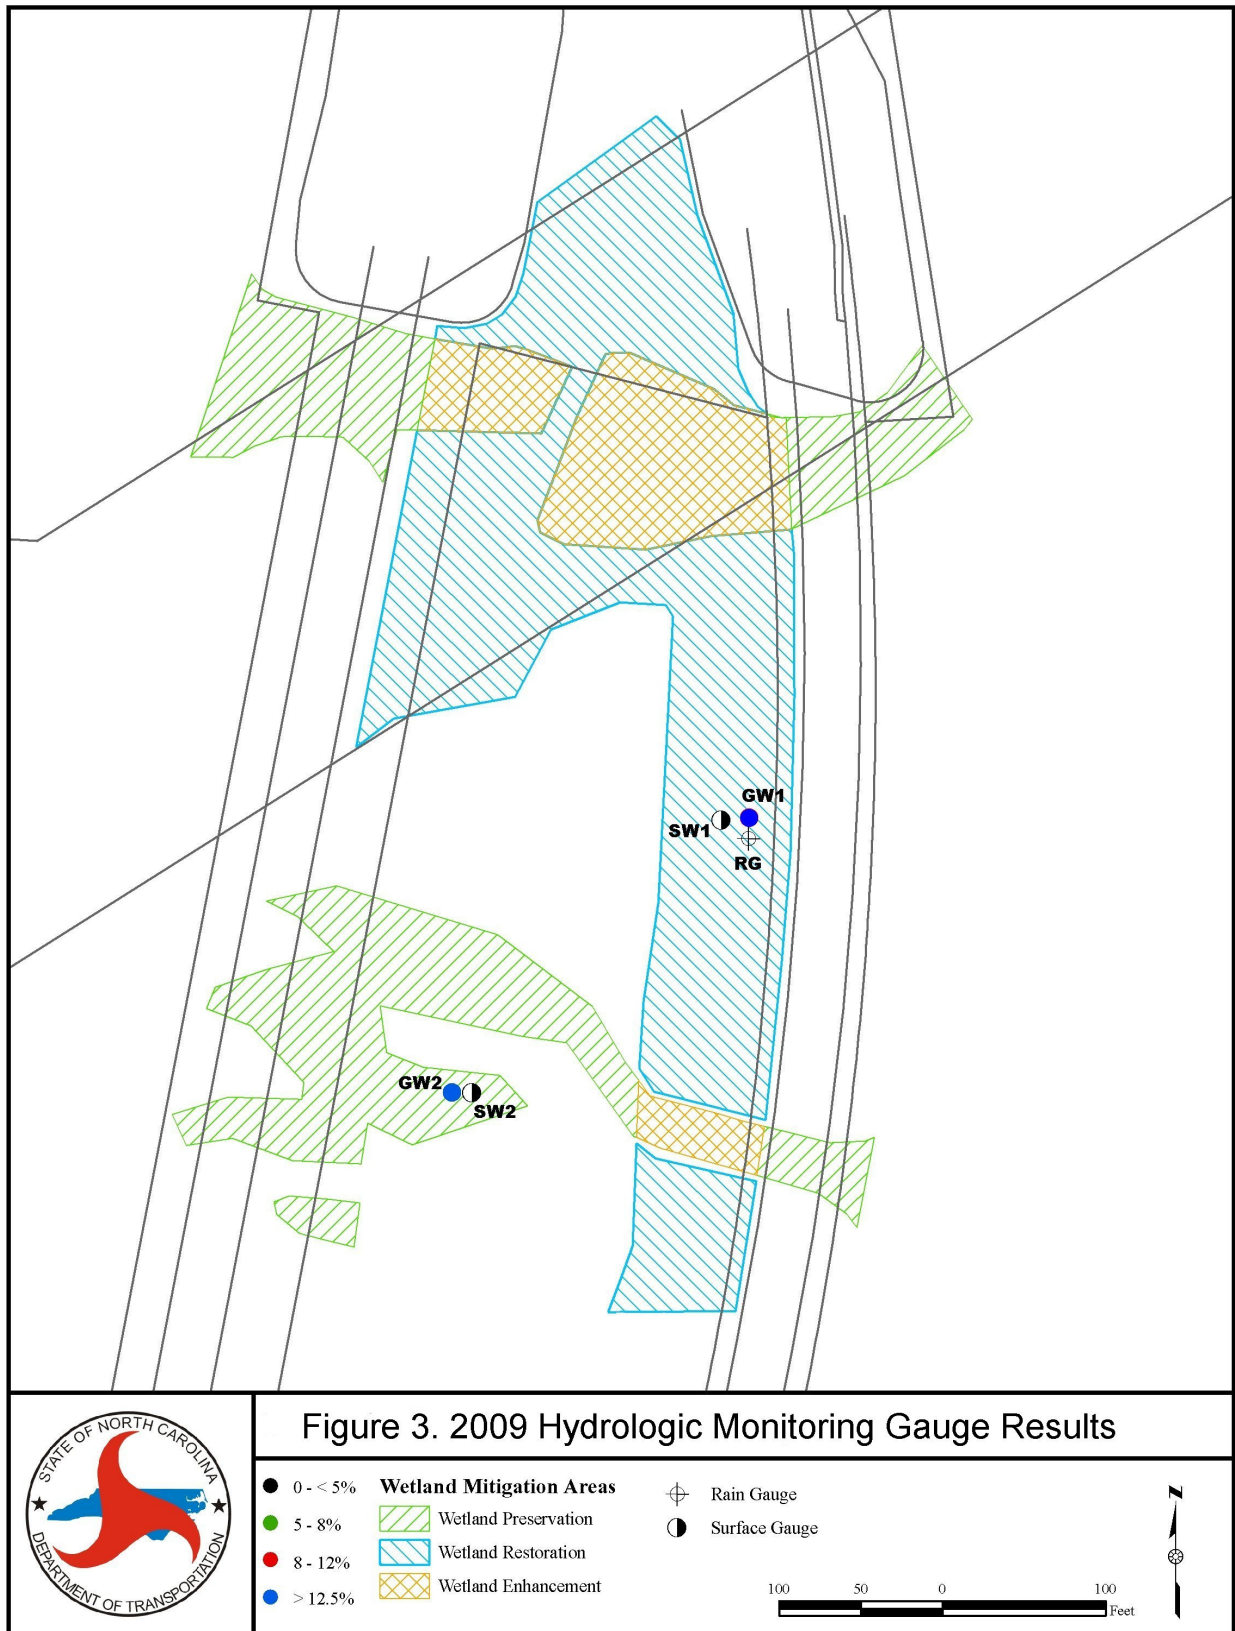 GW1
SW1
RG
GW2
SW2
STATE OF NORTH CAROLINA
DEPARTMENT OF TRANSPORTATION
Figure 3. 2009 Hydrologic Monitoring Gauge Results
0 - < 5%
5 - 8%
8 - 12%
> 12.5%
Wetland Mitigation Areas
Wetland Preservation
Wetland Restoration
Wetland Enhancement
Rain Gauge
Surface Gauge
100 50 0 100
Feet
N